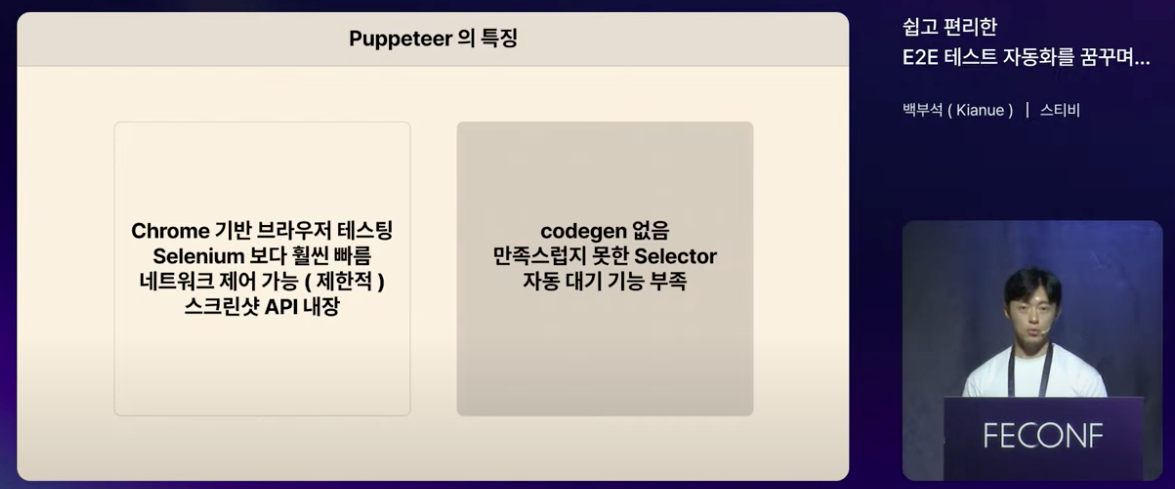 Puppeteer 의 특징
Chrome 기반 브라우저 테스팅
Selenium 보다 훨씬 빠름
네트워크 제어 가능 ( 제한적 )
스크린샷 API 내장
codegen 없음
만족스럽지 못한 Selector
자동 대기 기능 부족
쉽고 편리한
E2E 테스트 자동화를 꿈꾸며...
백부석 ( Kianue ) | 스티비
FECONF